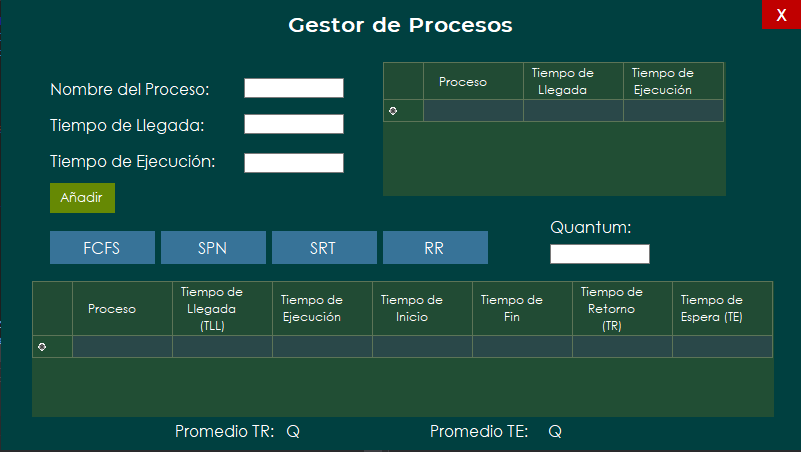 Gestor de Procesos
X
Nombre del Proceso:
Tiempo de Llegada:
Tiempo de Ejecución:
Añadir
Proceso
Tiempo de
Llegada
Tiempo de
Ejecución
FCFS
SPN
SRT
RR
Quantum:
Proceso
Tiempo de
Llegada
(TLL)
Tiempo de
Ejecución
Tiempo de
Inicio
Tiempo de
Fin
Tiempo de
Retorno
(TR)
Tiempo de
Espera (TE)
Promedio TR: Q
Promedio TE: Q